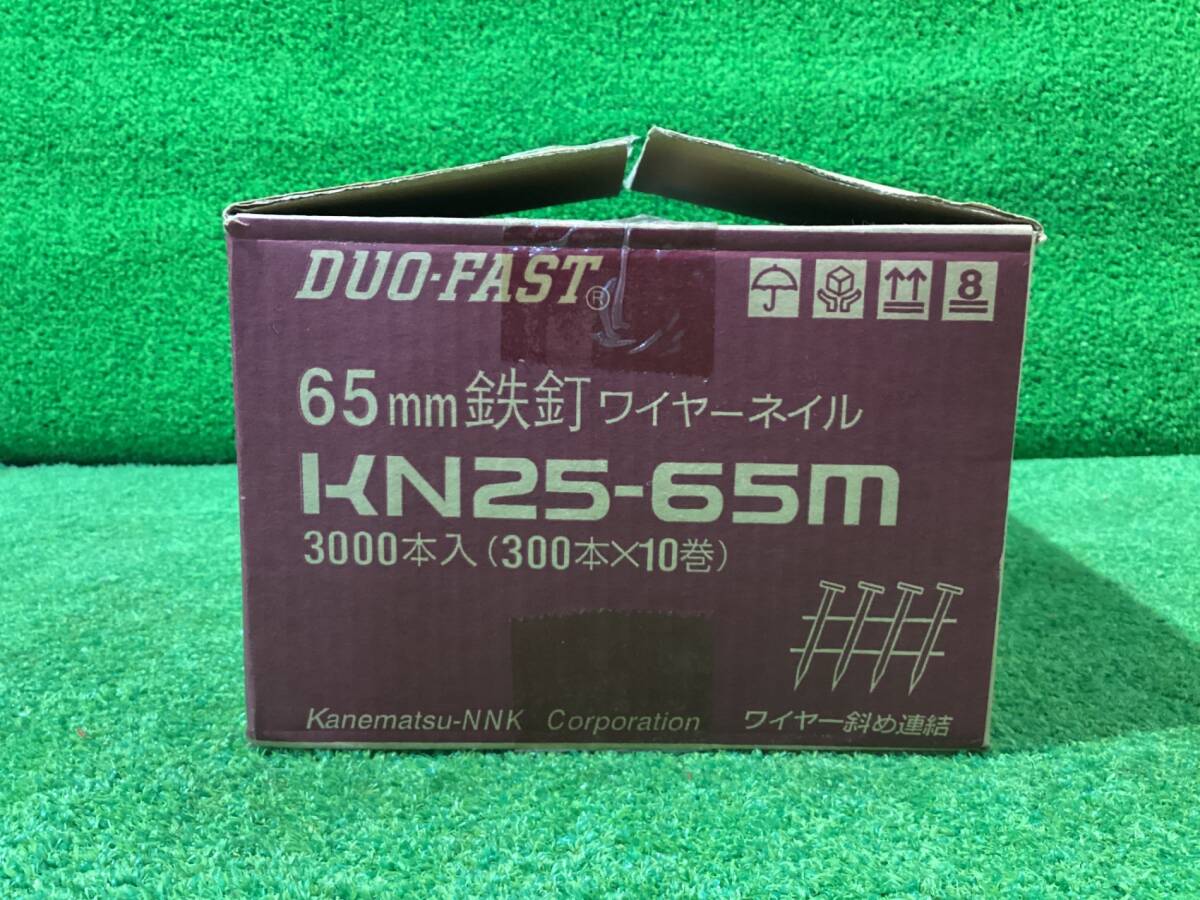 DUO-FAST®
8
65mm鉄釘ワイヤーネイル
KN25-65m
3000本入(300本×10巻)
Kanematsu-NNK Corporation
ワイヤー斜め連結